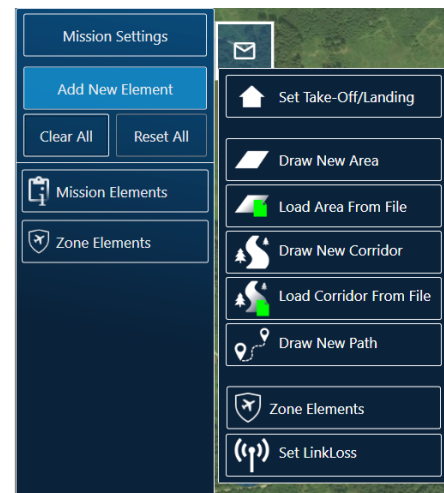 Mission Settings
Add New Element
Clear All
Reset All
Mission Elements
Zone Elements
Set Take-Off/Landing
Draw New Area
Load Area From File
Draw New Corridor
Load Corridor From File
Draw New Path
Zone Elements
Set LinkLoss